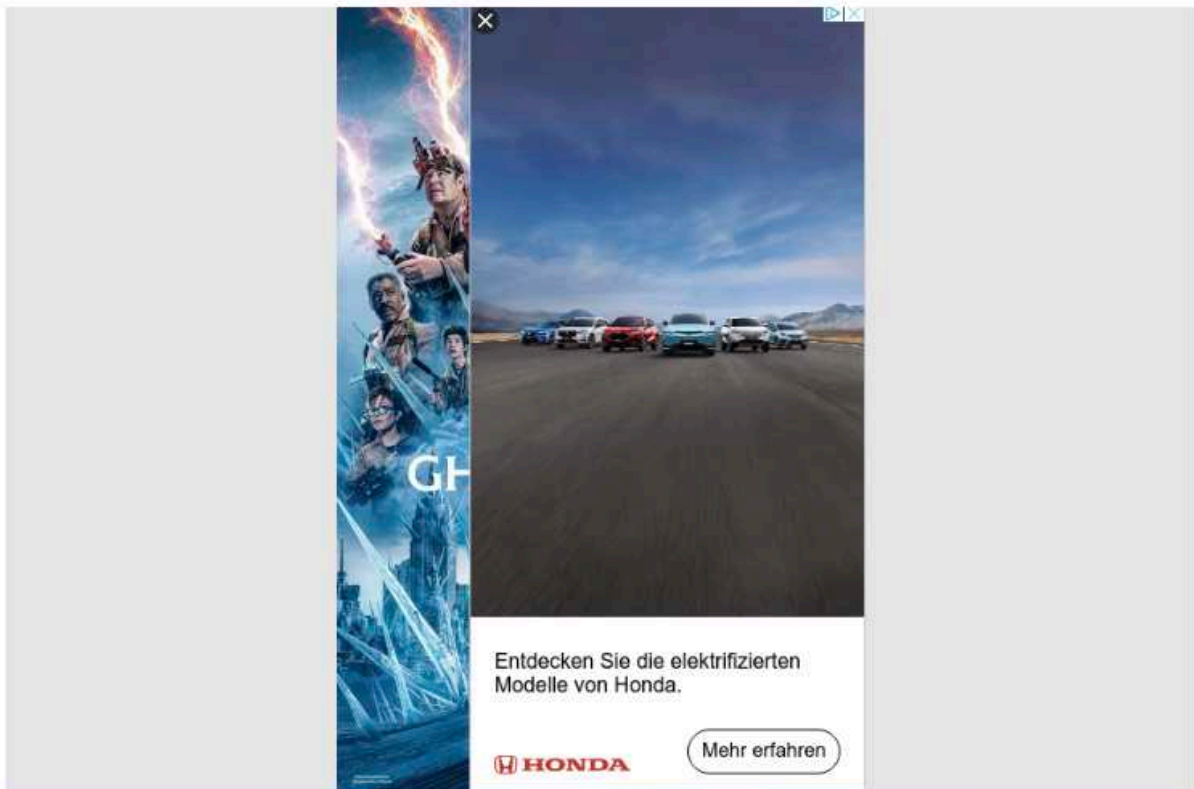 GH
Entdecken Sie die elektrifizierten
Modelle von Honda.
HONDA
Mehr erfahren